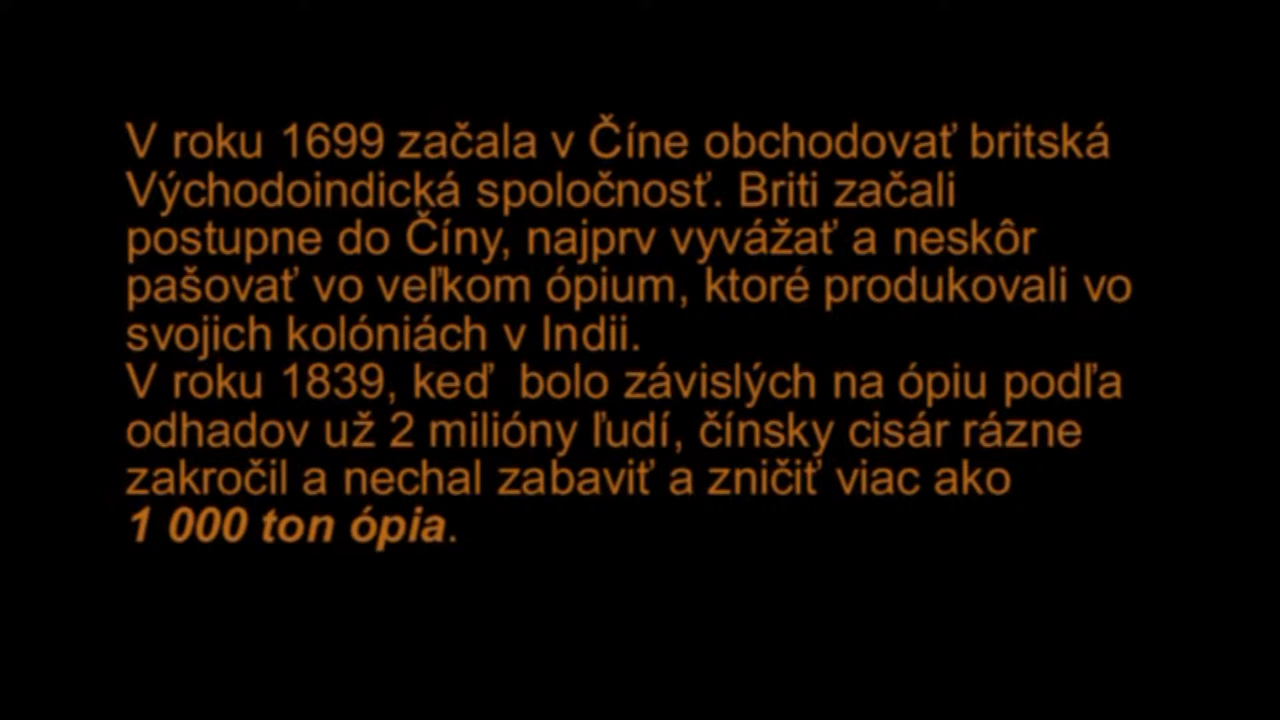 V roku 1699 začala v Číne obchodovať britská
Východoindická spoločnosť. Briti začali
postupne do Číny, najprv vyvážať a neskôr
pašovať vo veľkom ópium, ktoré produkovali vo
svojich kolóniách v Indii.
V roku 1839, keď  bolo závislých na ópiu podľa
odhadov už 2 milióny ľudí, čínsky cisár rázne
zakročil a nechal zabaviť a zničiť viac ako
1 000 ton ópia.